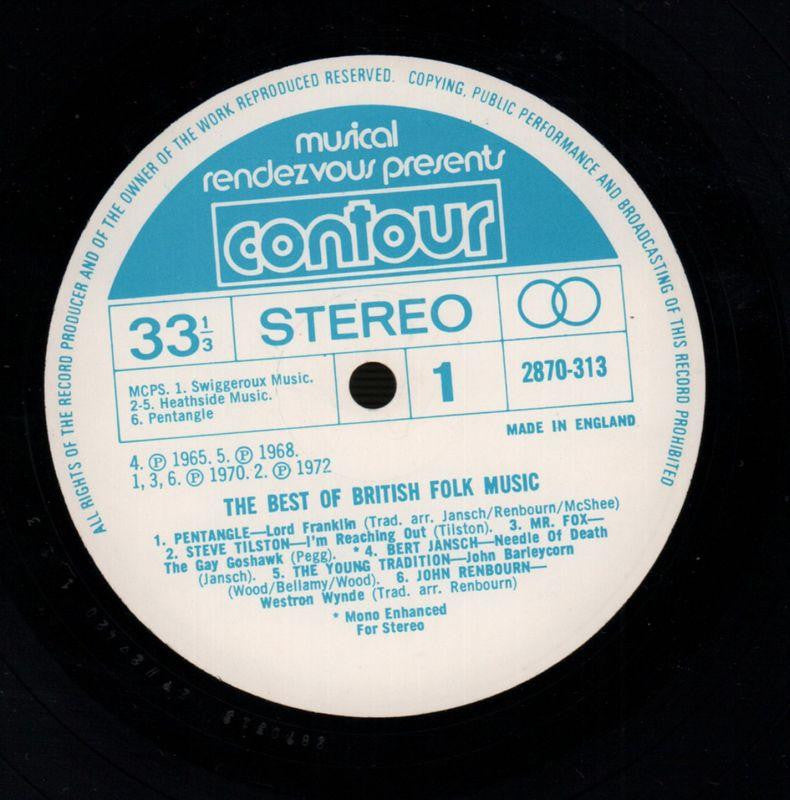 ALL RIGHTS OF THE RECORD PRODUCER AND OF THE OWNER OF THE WORK REPRODUCED RESERVED. COPYING, PUBLIC PERFORMANCE AND BROADCASTING OF THIS RECORD PROHIBITED
musical
rendezvous presents
contour
33 1/3
STEREO
MCPS. 1. Swiggeroux Music.
2-5. Heathside Music.
6. Pentangle
1
2870-313
MADE IN ENGLAND
4. Ⓟ 1965. 5. Ⓟ 1968.
1, 3, 6. Ⓟ 1970. 2. Ⓟ 1972
THE BEST OF BRITISH FOLK MUSIC
1. PENTANGLE—Lord Franklin (Trad. arr. Jansch/Renbourn/McShee)
2. STEVE TILSTON—I'm Reaching Out (Tilston). 3. MR. FOX—
The Gay Goshawk (Pegg). * 4. BERT JANSCH—Needle Of Death
(Jansch). 5. THE YOUNG TRADITION—John Barleycorn
(Wood/Bellamy/Wood). 6. JOHN RENBOURN—
Westron Wynde (Trad. arr. Renbourn)
* Mono Enhanced
For Stereo